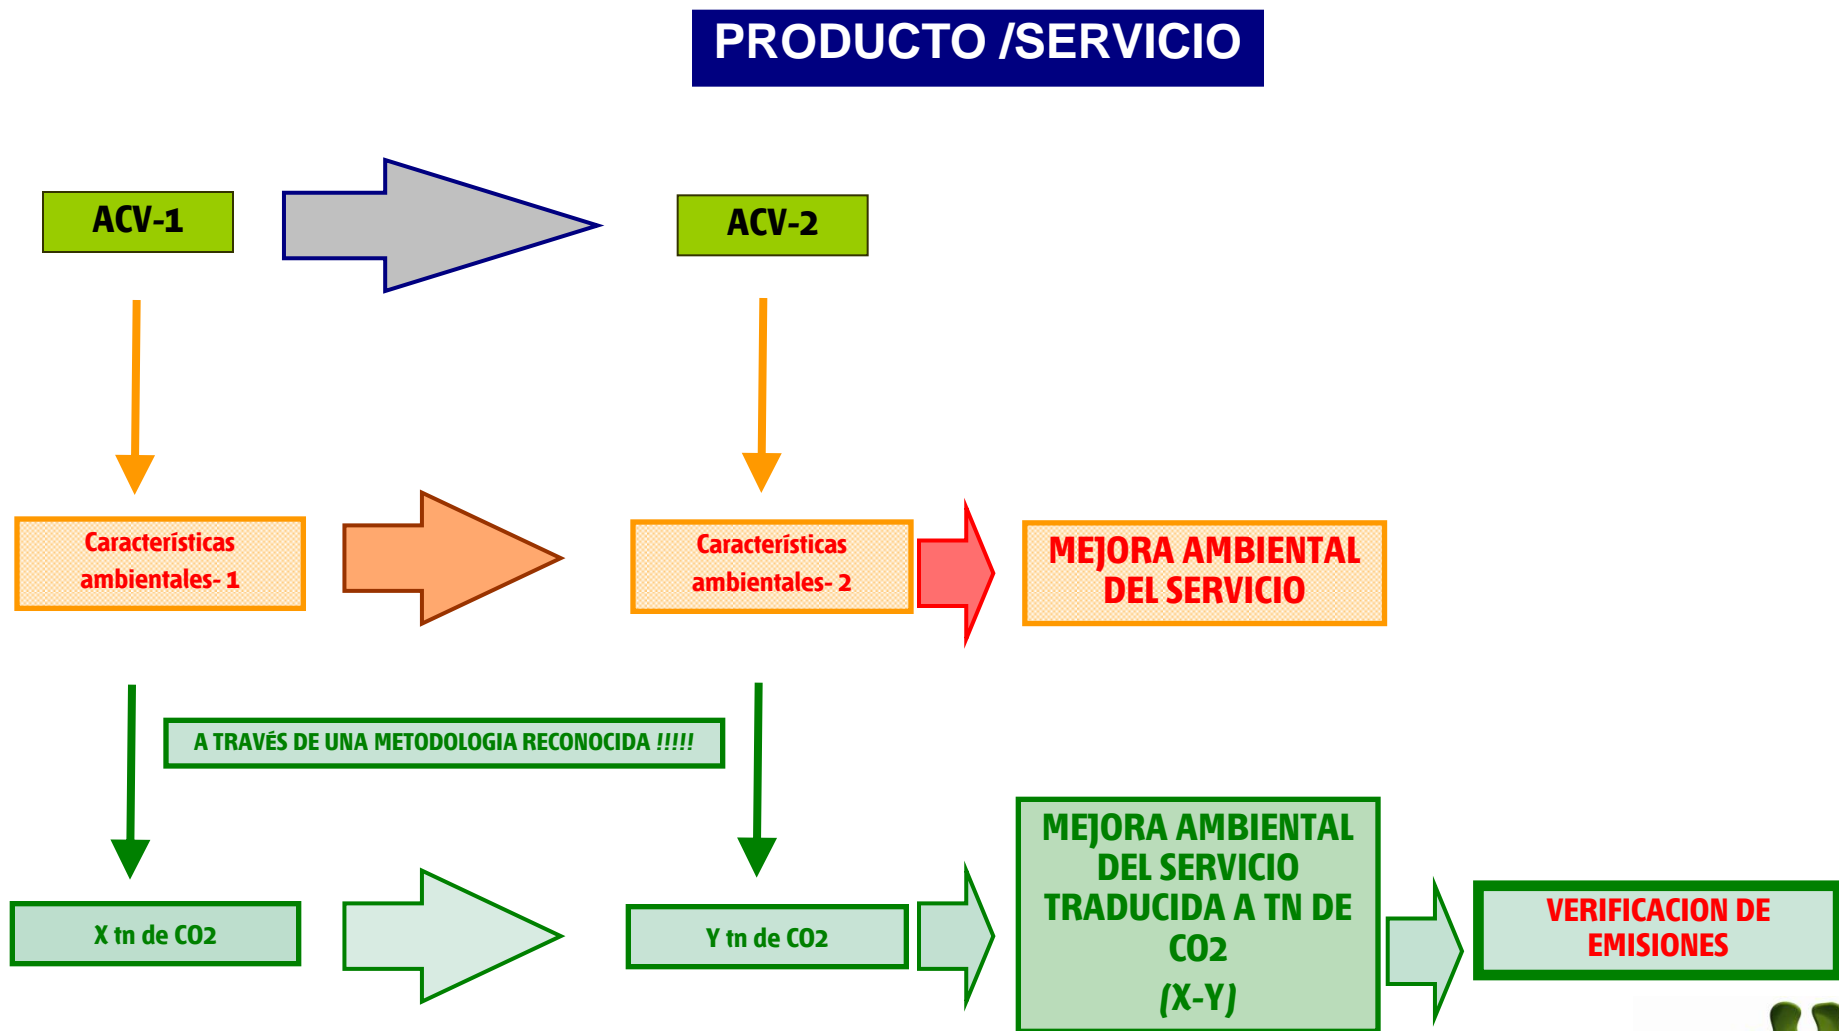 PRODUCTO /SERVICIO
ACV-1
ACV-2
Características
ambientales- 1
Características
ambientales- 2
MEJORA AMBIENTAL
DEL SERVICIO
A TRAVÉS DE UNA METODOLOGIA RECONOCIDA !!!!!
X tn de CO2
Y tn de CO2
MEJORA AMBIENTAL
DEL SERVICIO
TRADUCIDA A TN DE
CO2
(X-Y)
VERIFICACION DE
EMISIONES